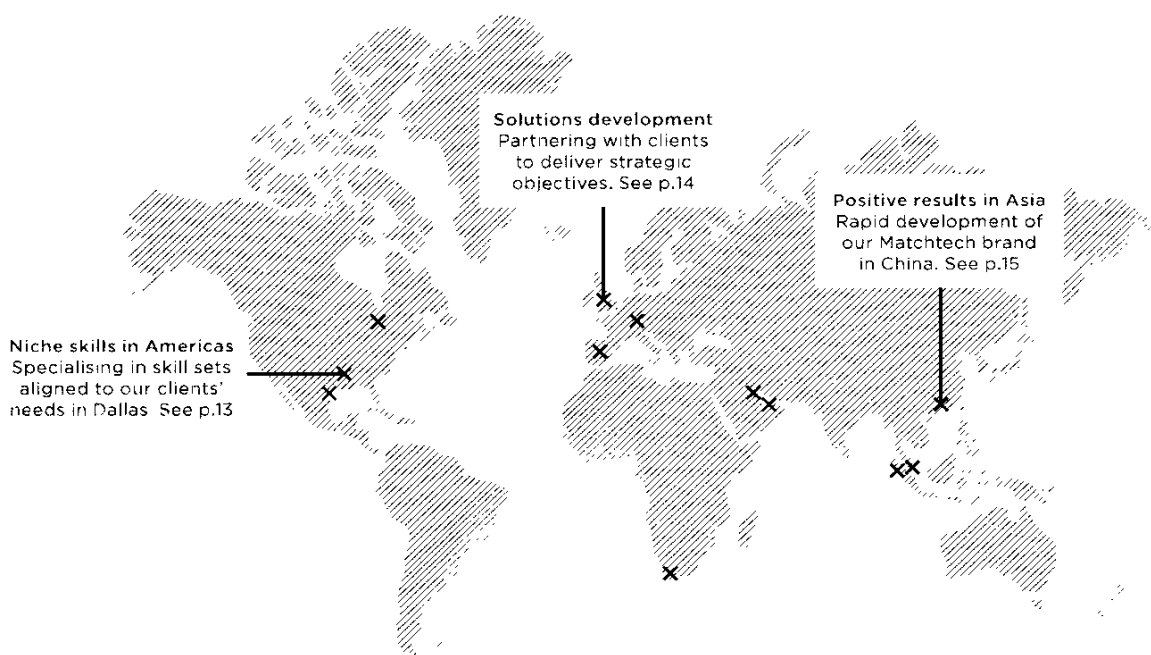 Solutions development
Partnering with clients
to deliver strategic
objectives. See p.14
Positive results in Asia
Rapid development of
our Matchtech brand
in China. See p.15
Niche skills in Americas
Specialising in skill sets
aligned to our clients'
needs in Dallas See p.13